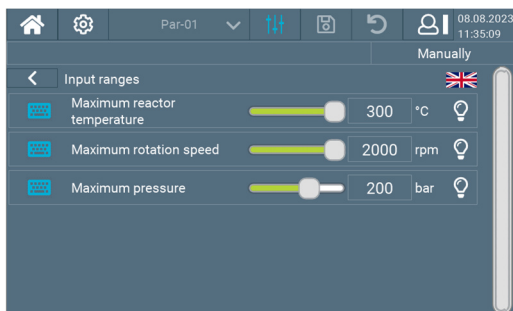 Par-01
08.08.2023
11:35:09
Manually
Input ranges
Maximum reactor
temperature
300 °C
Maximum rotation speed
2000 rpm
Maximum pressure
200 bar